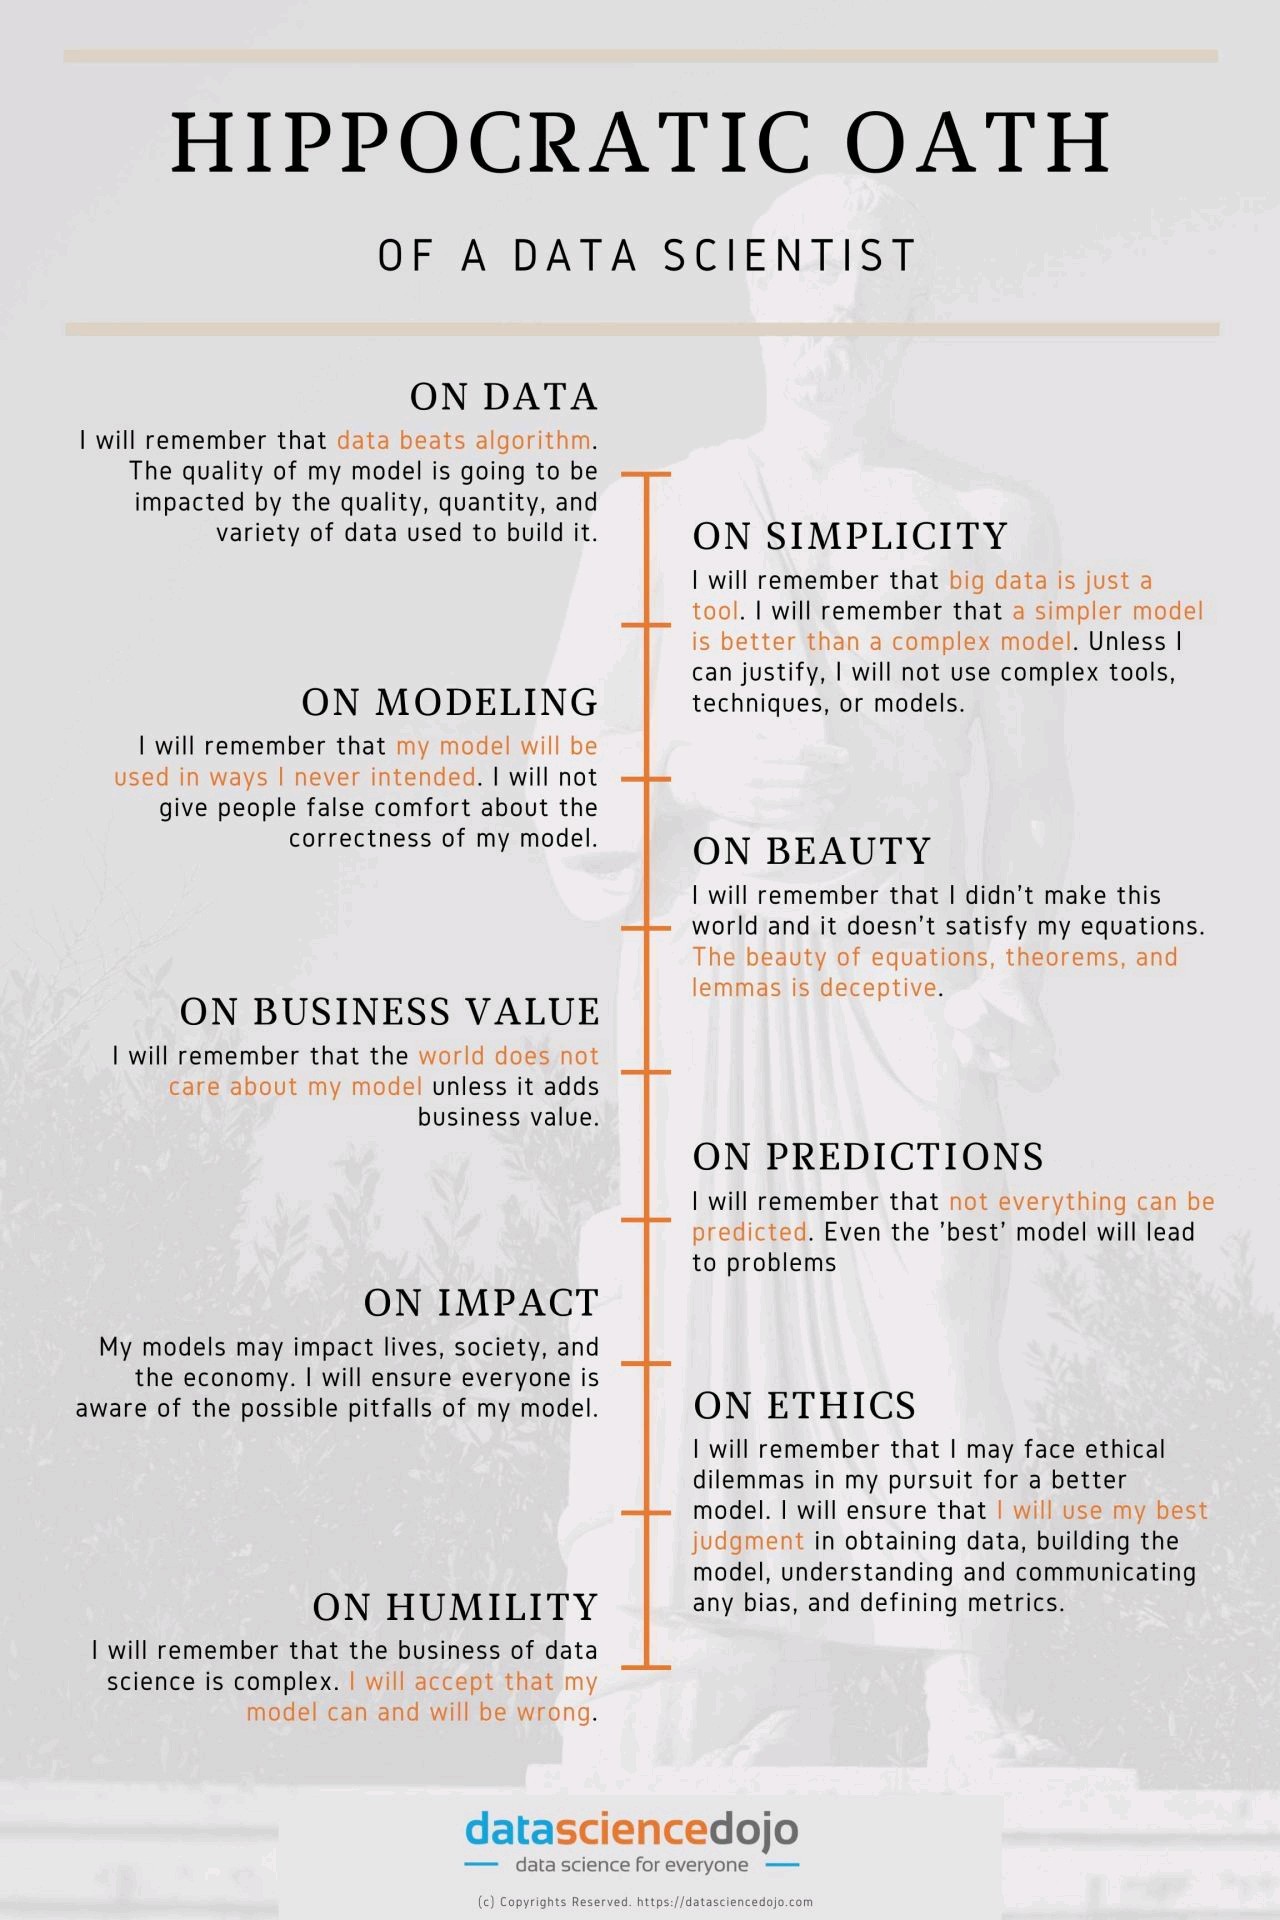 HIPPOCRATIC OATH
OF A DATA SCIENTIST
ON DATA
I will remember that data beats algorithm.
The quality of my model is going to be
impacted by the quality, quantity, and
variety of data used to build it.
ON SIMPLICITY
I will remember that big data is just a
tool. I will remember that a simpler model
is better than a complex model. Unless I
can justify, I will not use complex tools,
techniques, or models.
ON MODELING
I will remember that my model will be
used in ways I never intended. I will not
give people false comfort about the
correctness of my model.
ON BEAUTY
I will remember that I didn't make this
world and it doesn't satisfy my equations.
The beauty of equations, theorems, and
lemmas is deceptive.
ON BUSINESS VALUE
I will remember that the world does not
care about my model unless it adds
business value.
ON PREDICTIONS
I will remember that not everything can be
predicted. Even the 'best' model will lead
to problems
ON IMPACT
My models may impact lives, society, and
the economy. I will ensure everyone is
aware of the possible pitfalls of my model.
ON ETHICS
I will remember that I may face ethical
dilemmas in my pursuit for a better
model. I will ensure that I will use my best
judgment in obtaining data, building the
model, understanding and communicating
any bias, and defining metrics.
ON HUMILITY
I will remember that the business of data
science is complex. I will accept that my
model can and will be wrong.
datasciencedojo
data science for everyone
(c) Copyrights Reserved. https://datasciencedojo.com